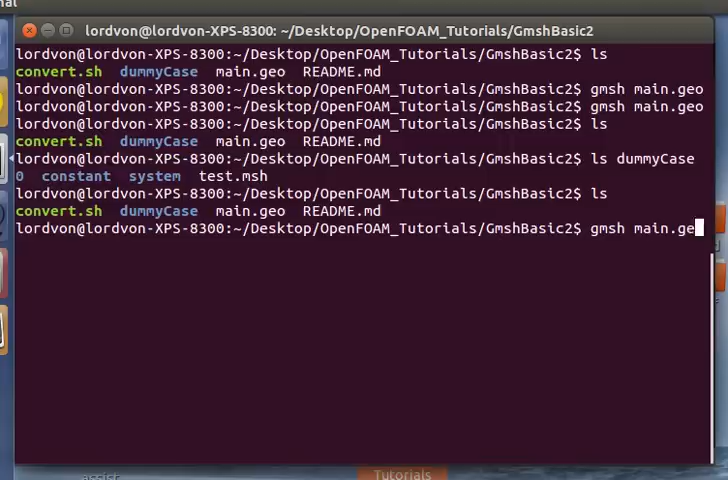 nal
lordvon@lordvon-XPS-8300: ~/Desktop/OpenFOAM_Tutorials/GmshBasic2
lordvon@lordvon-XPS-8300:~/Desktop/OpenFOAM_Tutorials/GmshBasic2$ ls
convert.sh dummyCase main.geo README.md
lordvon@lordvon-XPS-8300:~/Desktop/OpenFOAM_Tutorials/GmshBasic2$ gmsh main.geo
lordvon@lordvon-XPS-8300:~/Desktop/OpenFOAM_Tutorials/GmshBasic2$ gmsh main.geo
lordvon@lordvon-XPS-8300:~/Desktop/OpenFOAM_Tutorials/GmshBasic2$ ls
convert.sh dummyCase main.geo README.md
lordvon@lordvon-XPS-8300:~/Desktop/OpenFOAM_Tutorials/GmshBasic2$ ls dummyCase
0 constant system test.msh
lordvon@lordvon-XPS-8300:~/Desktop/OpenFOAM_Tutorials/GmshBasic2$ ls
convert.sh dummyCase main.geo README.md
lordvon@lordvon-XPS-8300:~/Desktop/OpenFOAM_Tutorials/GmshBasic2$ gmsh main.ge
assist
Tutorials